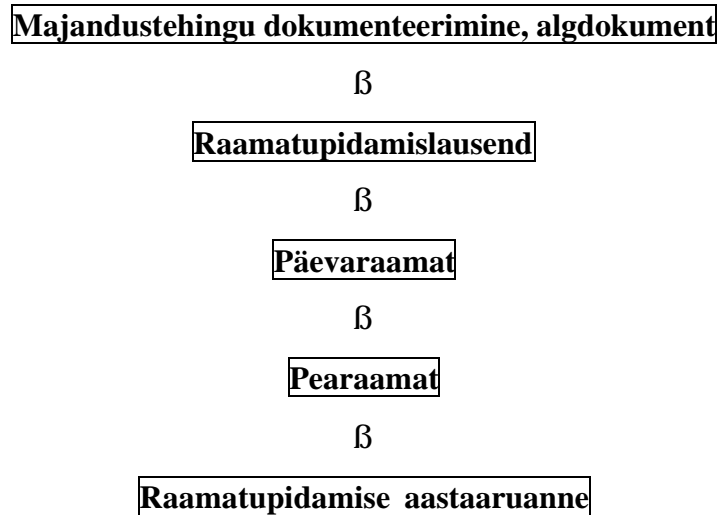 Majandustehingu dokumenteerimine, algdokument
ß
Raamatupidamislausend
ß
Päevaraamat
ß
Pearaamat
ß
Raamatupidamise aastaaruanne